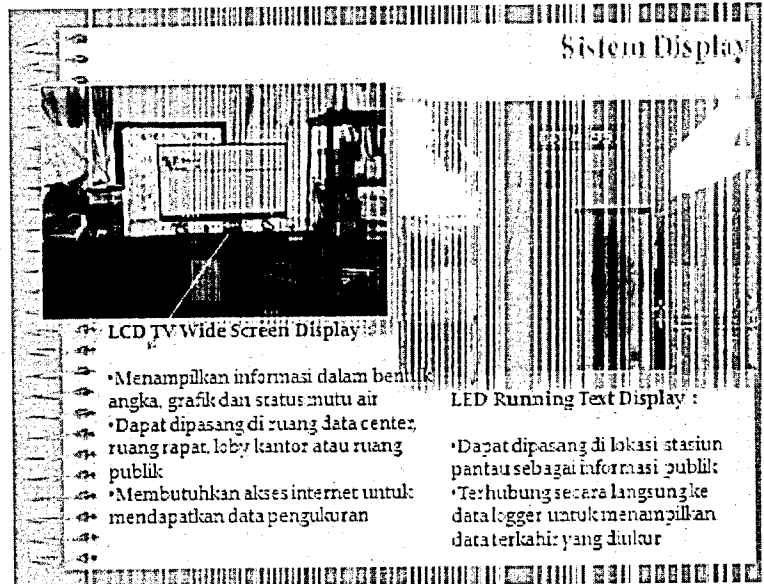 Sistem Display
LCD TV Wide Screen Display :
•Menampilkan informasi dalam bentuk
angka, grafik dan status mutu air
•Dapat dipasang di ruang data center,
ruang rapat, loby kantor atau ruang
publik
•Membutuhkan akses internet untuk
mendapatkan data pengukuran
LED Running Text Display :
•Dapat dipasang di lokasi stasiun
pantau sebagai informasi publik
•Terhubung secara langsung ke
data logger untuk menampilkan
data terkahir yang diukur